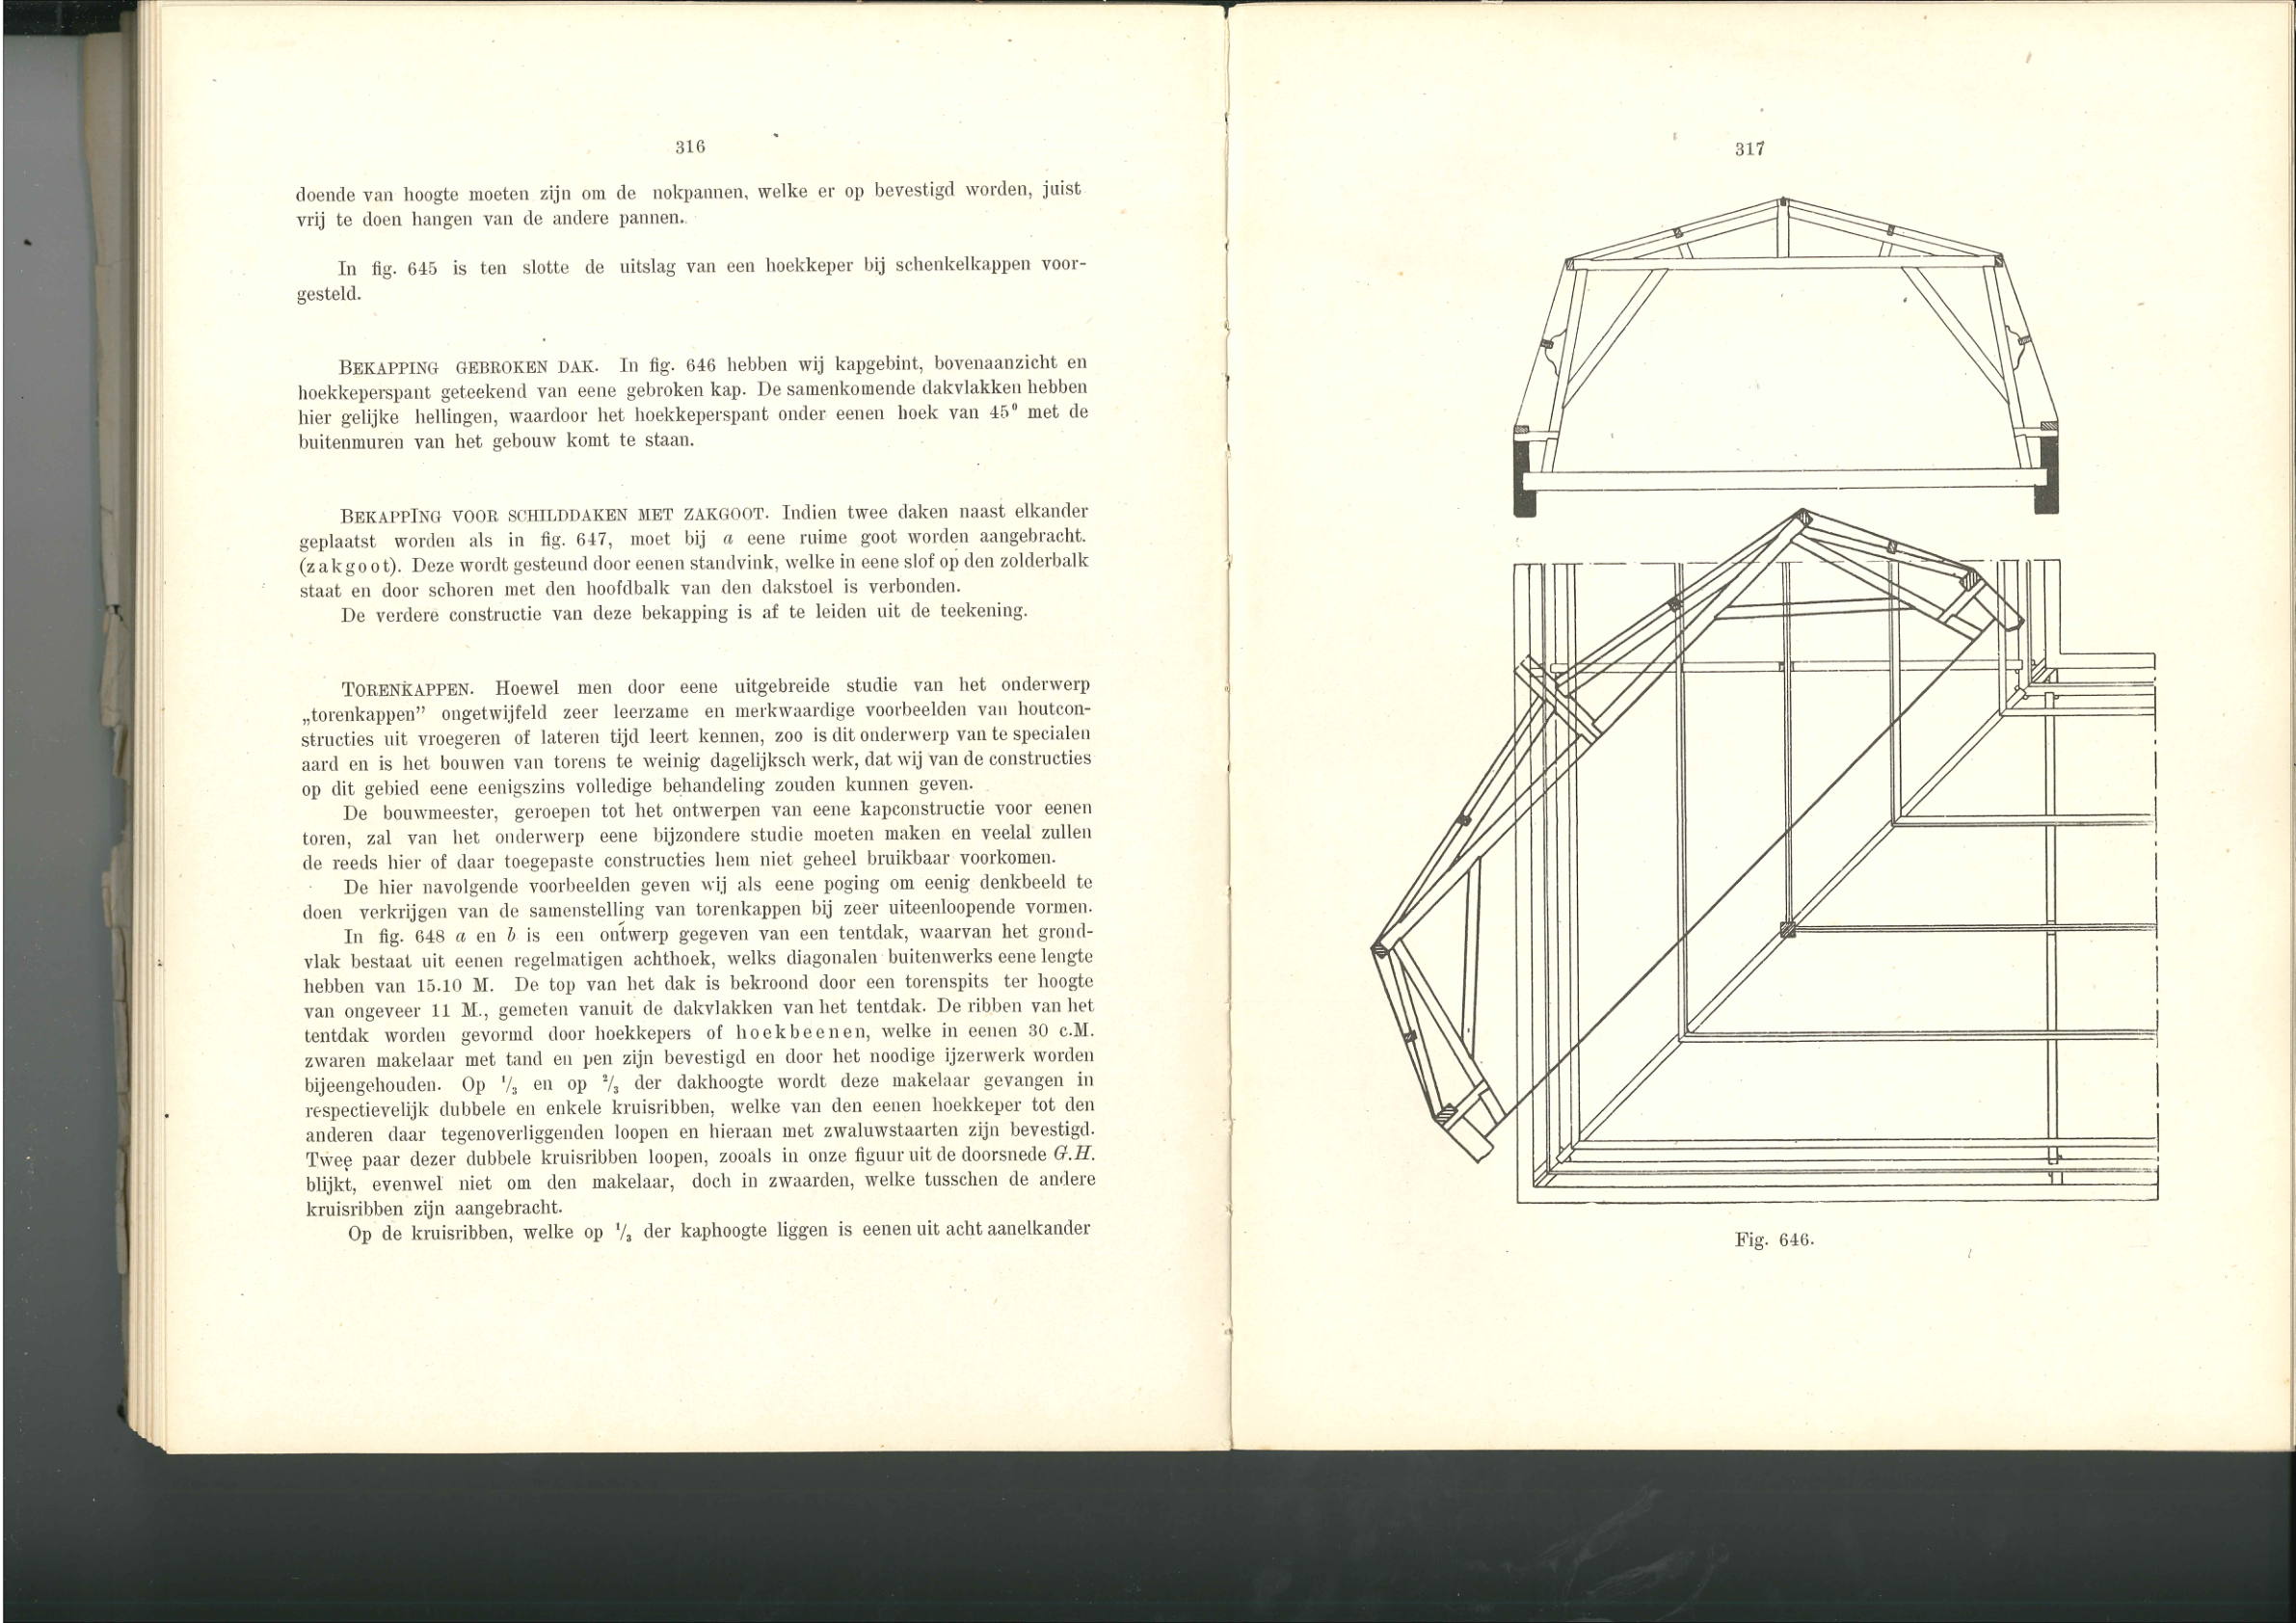 316
doende van hoogte moeten zijn om de nokpannen, welke er op bevestigd worden, juist
vrij te doen hangen van de andere pannen.
In fig. 645 is ten slotte de uitslag van een hoekkeper bij schenkelkappen voor-
gesteld.
BEKAPPING GEBROKEN DAK. In fig. 646 hebben wij kapgebint, bovenaanzicht en
hoekkeperspant geteekend van eene gebroken kap. De samenkomende dakvlakken hebben
hier gelijke hellingen, waardoor het hoekkeperspant onder eenen hoek van 45° met de
buitenmuren van het gebouw komt te staan.
BEKAPPING VOOR SCHILDDAKEN MET ZAKGOOT. Indien twee daken naast elkander
geplaatst worden als in fig. 647, moet bij a eene ruime goot worden aangebracht.
(zakgoot). Deze wordt gesteund door eenen standvink, welke in eene slof op den zolderbalk
staat en door schoren met den hoofdbalk van den dakstoel is verbonden.
De verdere constructie van deze bekapping is af te leiden uit de teekening.
TORENKAPPEN. Hoewel men door eene uitgebreide studie van het onderwerp
„torenkappen” ongetwijfeld zeer leerzame en merkwaardige voorbeelden van houtcon-
structies uit vroegeren of lateren tijd leert kennen, zoo is dit onderwerp van te specialen
aard en is het bouwen van torens te weinig dagelijksch werk, dat wij van de constructies
op dit gebied eene eenigszins volledige behandeling zouden kunnen geven.
De bouwmeester, geroepen tot het ontwerpen van eene kapconstructie voor eenen
toren, zal van het onderwerp eene bijzondere studie moeten maken en veelal zullen
de reeds hier of daar toegepaste constructies hem niet geheel bruikbaar voorkomen.
De hier navolgende voorbeelden geven wij als eene poging om eenig denkbeeld te
doen verkrijgen van de samenstelling van torenkappen bij zeer uiteenloopende vormen.
In fig. 648 a en b is een ontwerp gegeven van een tentdak, waarvan het grond-
vlak bestaat uit eenen regelmatigen achthoek, welks diagonalen buitenwerks eene lengte
hebben van 15.10 M. De top van het dak is bekroond door een torenspits ter hoogte
van ongeveer 11 M., gemeten vanuit de dakvlakken van het tentdak. De ribben van het
tentdak worden gevormd door hoekkepers of hoekbeenen, welke in eenen 30 c.M.
zwaren makelaar met tand en pen zijn bevestigd en door het noodige ijzerwerk worden
bijeengehouden. Op 1/3 en op 2/3 der dakhoogte wordt deze makelaar gevangen in
respectievelijk dubbele en enkele kruisribben, welke van den eenen hoekkeper tot den
anderen daar tegenoverliggenden loopen en hieraan met zwaluwstaarten zijn bevestigd.
Twee paar dezer dubbele kruisribben loopen, zooals in onze figuur uit de doorsnede G.H.
blijkt, evenwel niet om den makelaar, doch in zwaarden, welke tusschen de andere
kruisribben zijn aangebracht.
Op de kruisribben, welke op 1/3 der kaphoogte liggen is eenen uit acht aanelkander
317
Fig. 646.